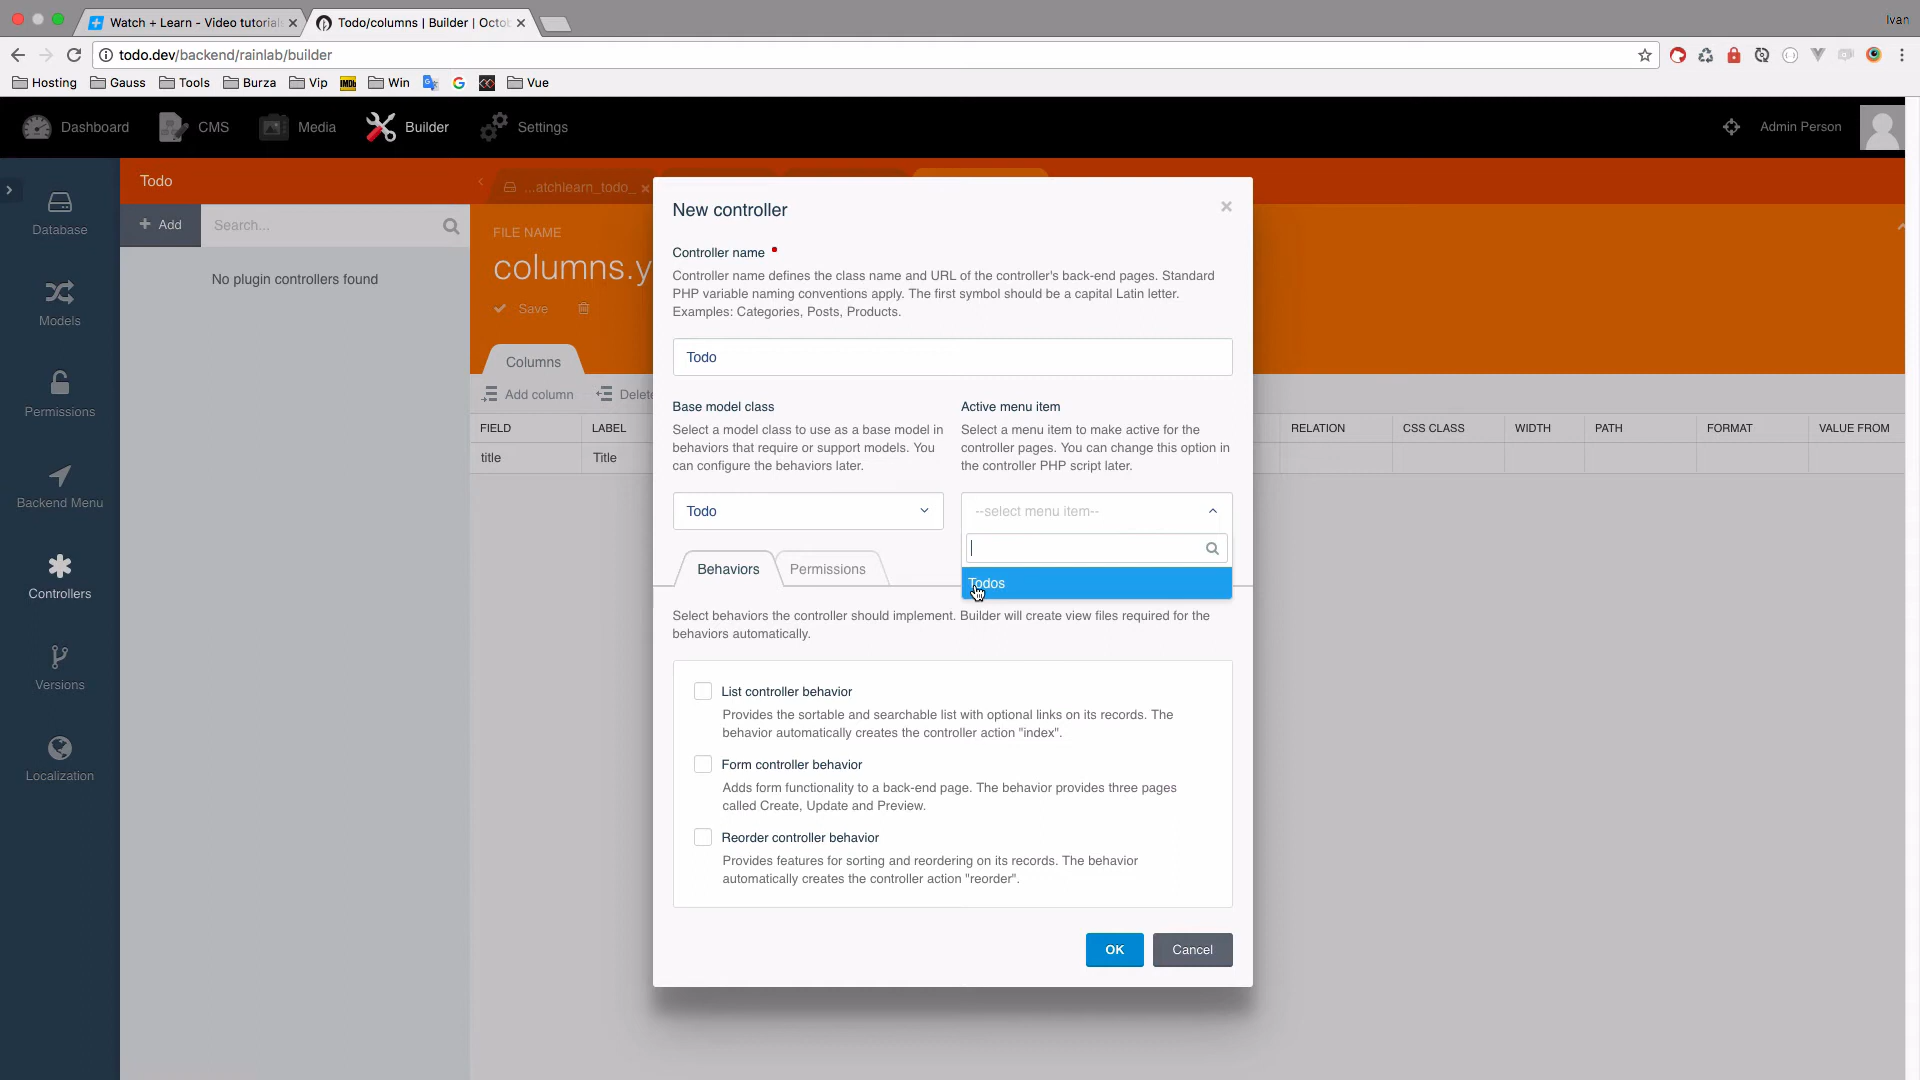 Watch + Learn - Video tutorials
Todo/columns | Builder | Octo
Ivan
todo.dev/backend/rainlab/builder
Hosting
Gauss
Tools
Burza
Vip
IMDb
Win
Vue
Dashboard
CMS
Media
Builder
Settings
Admin Person
Todo
...atchlearn_todo_
Database
Models
Permissions
Backend Menu
Controllers
Versions
Localization
Add
Search...
No plugin controllers found
FILE NAME
columns.y
Save
Columns
Add column
Delete
FIELD
LABEL
RELATION
CSS CLASS
WIDTH
PATH
FORMAT
VALUE FROM
title
Title
New controller
Controller name
Controller name defines the class name and URL of the controller's back-end pages. Standard
PHP variable naming conventions apply. The first symbol should be a capital Latin letter.
Examples: Categories, Posts, Products.
Todo
Base model class
Select a model class to use as a base model in
behaviors that require or support models. You
can configure the behaviors later.
Todo
Active menu item
Select a menu item to make active for the
controller pages. You can change this option in
the controller PHP script later.
--select menu item--
Todos
Behaviors
Permissions
Select behaviors the controller should implement. Builder will create view files required for the
behaviors automatically.
List controller behavior
Provides the sortable and searchable list with optional links on its records. The
behavior automatically creates the controller action "index".
Form controller behavior
Adds form functionality to a back-end page. The behavior provides three pages
called Create, Update and Preview.
Reorder controller behavior
Provides features for sorting and reordering on its records. The behavior
automatically creates the controller action "reorder".
OK
Cancel